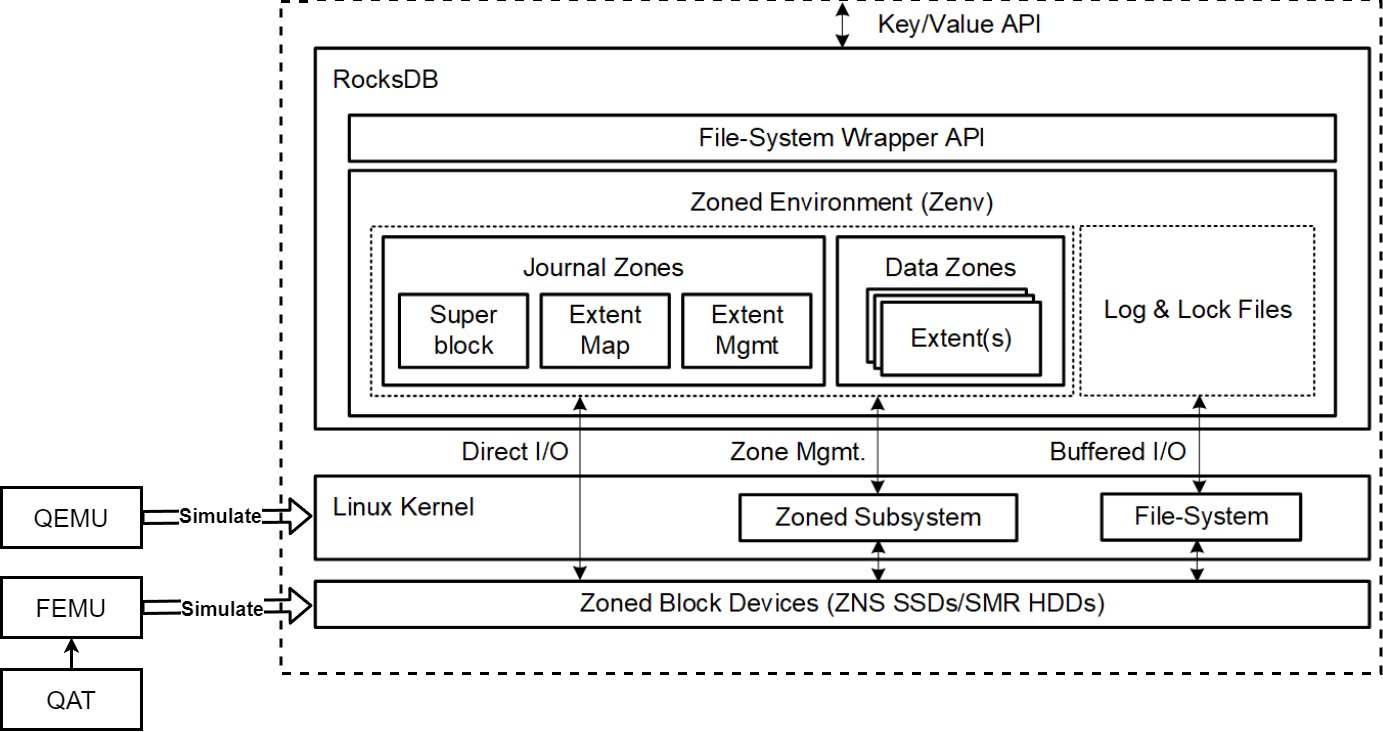 Key/Value API
RocksDB
File-System Wrapper API
Zoned Environment (Zenv)
Journal Zones
Super
block
Extent
Map
Extent
Mgmt
Data Zones
Extent(s)
Log & Lock Files
Direct I/O
Zone Mgmt.
Buffered I/O
QEMU
Simulate
Linux Kernel
Zoned Subsystem
File-System
FEMU
Simulate
Zoned Block Devices (ZNS SSDs/SMR HDDs)
QAT